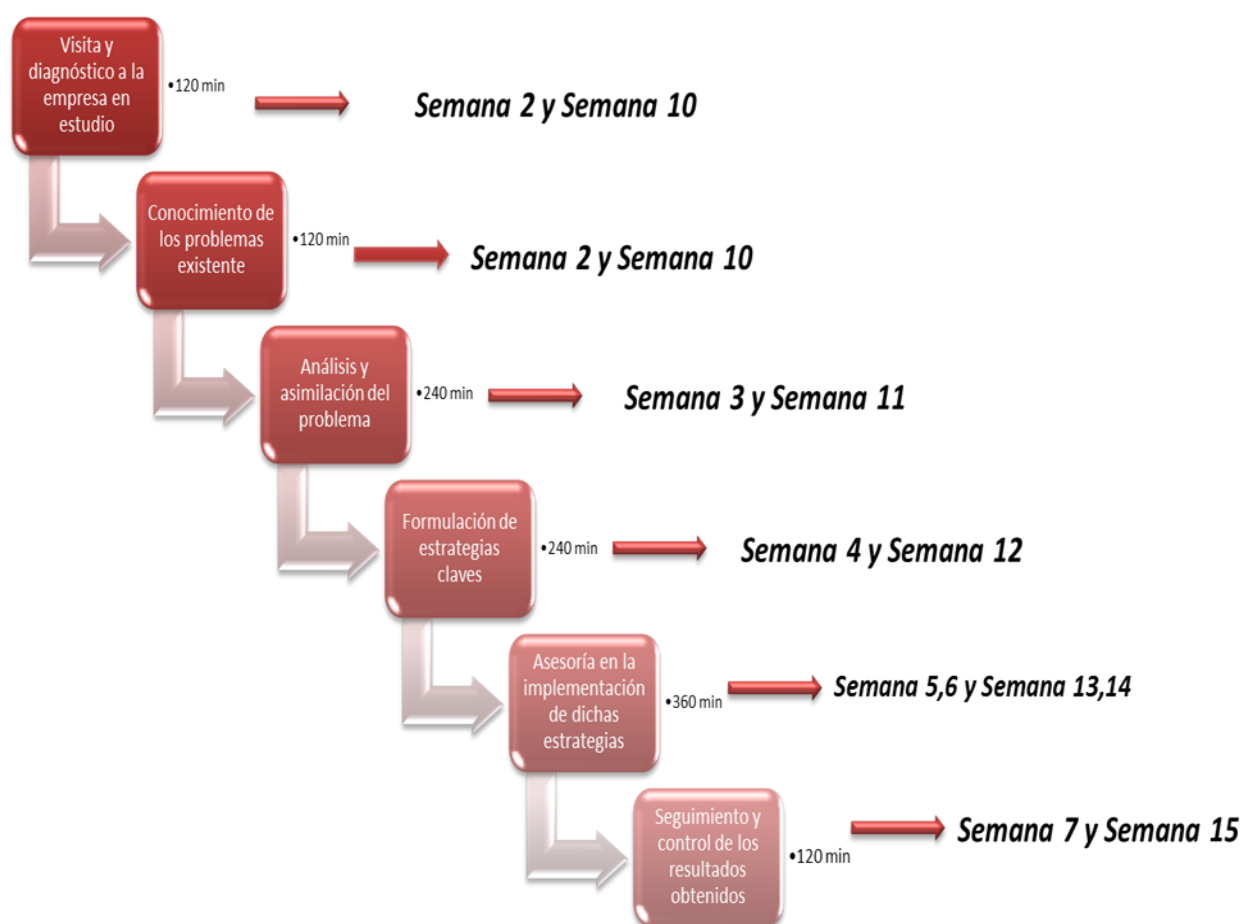 Visita y
diagnóstico a la
empresa en
estudio
•120 min
Semana 2 y Semana 10
Conocimiento de
los problemas
existente
•120 min
Semana 2 y Semana 10
Análisis y
asimilación del
problema
•240 min
Semana 3 y Semana 11
Formulación de
estrategias
claves
•240 min
Semana 4 y Semana 12
Asesoría en la
implementación
de dichas
estrategias
•360 min
Semana 5,6 y Semana 13,14
Seguimiento y
control de los
resultados
obtenidos
•120 min
Semana 7 y Semana 15